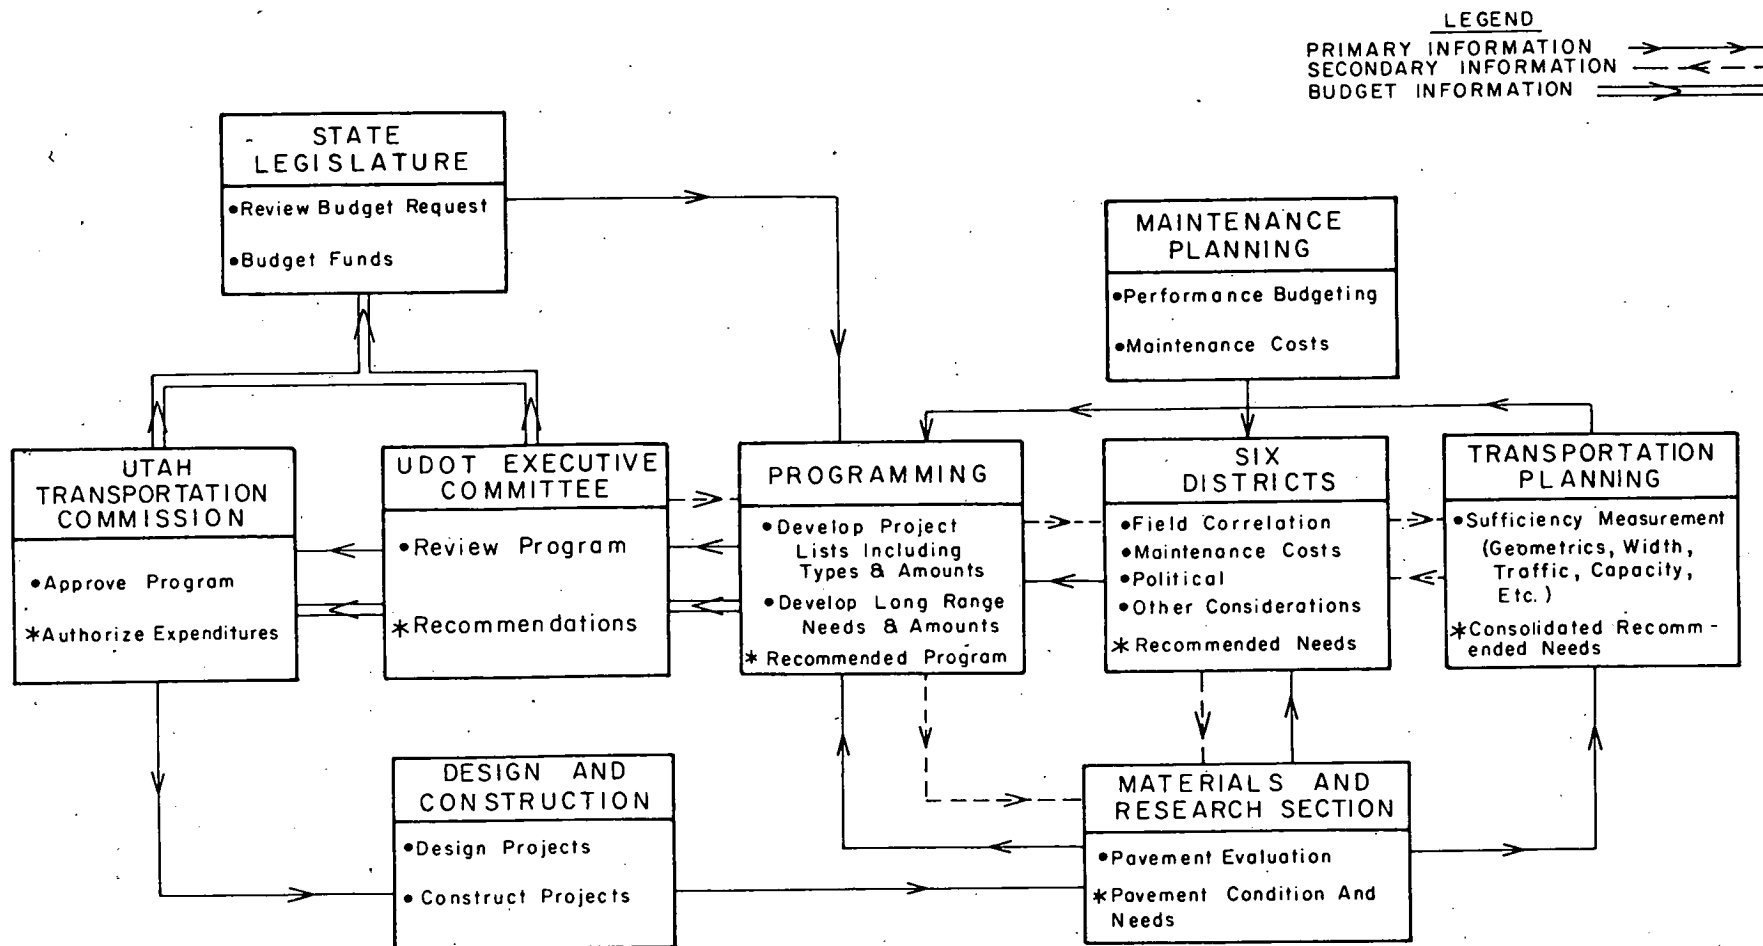 LEGEND
PRIMARY INFORMATION
SECONDARY INFORMATION
BUDGET INFORMATION
STATE
LEGISLATURE
•Review Budget Request
•Budget Funds
MAINTENANCE
PLANNING
•Performance Budgeting
•Maintenance Costs
UTAH
TRANSPORTATION
COMMISSION
•Approve Program
*Authorize Expenditures
UDOT EXECUTIVE
COMMITTEE
•Review Program
*Recommendations
PROGRAMMING
•Develop Project
Lists Including
Types & Amounts
•Develop Long Range
Needs & Amounts
*Recommended Program
SIX
DISTRICTS
•Field Correlation
•Maintenance Costs
•Political
•Other Considerations
*Recommended Needs
TRANSPORTATION
PLANNING
•Sufficiency Measurement
(Geometrics, Width,
Traffic, Capacity,
Etc.)
*Consolidated Recomm-
ended Needs
DESIGN AND
CONSTRUCTION
•Design Projects
•Construct Projects
MATERIALS AND
RESEARCH SECTION
•Pavement Evaluation
*Pavement Condition And
Needs